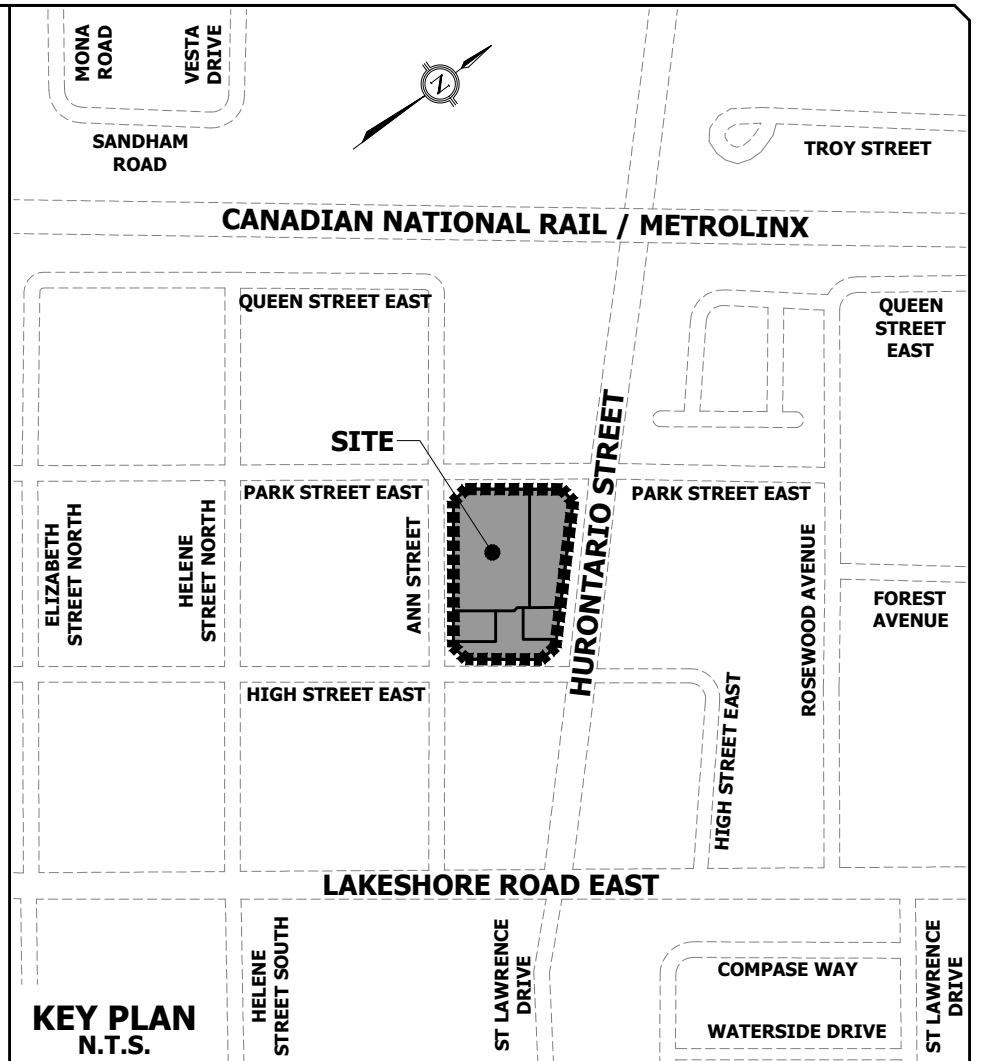 MONA
ROAD
VESTA
DRIVE
N
SANDHAM
ROAD
TROY STREET
CANADIAN NATIONAL RAIL / METROLINX
QUEEN STREET EAST
QUEEN
STREET
EAST
SITE
HURONTARIO STREET
PARK STREET EAST
PARK STREET EAST
ELIZABETH
STREET NORTH
HELENE
STREET NORTH
ANN STREET
ROSEWOOD AVENUE
FOREST
AVENUE
HIGH STREET EAST
HIGH STREET EAST
LAKESHORE ROAD EAST
HELENE
STREET SOUTH
ST LAWRENCE
DRIVE
COMPASE WAY
ST LAWRENCE
DRIVE
WATERSIDE DRIVE
KEY PLAN
N.T.S.